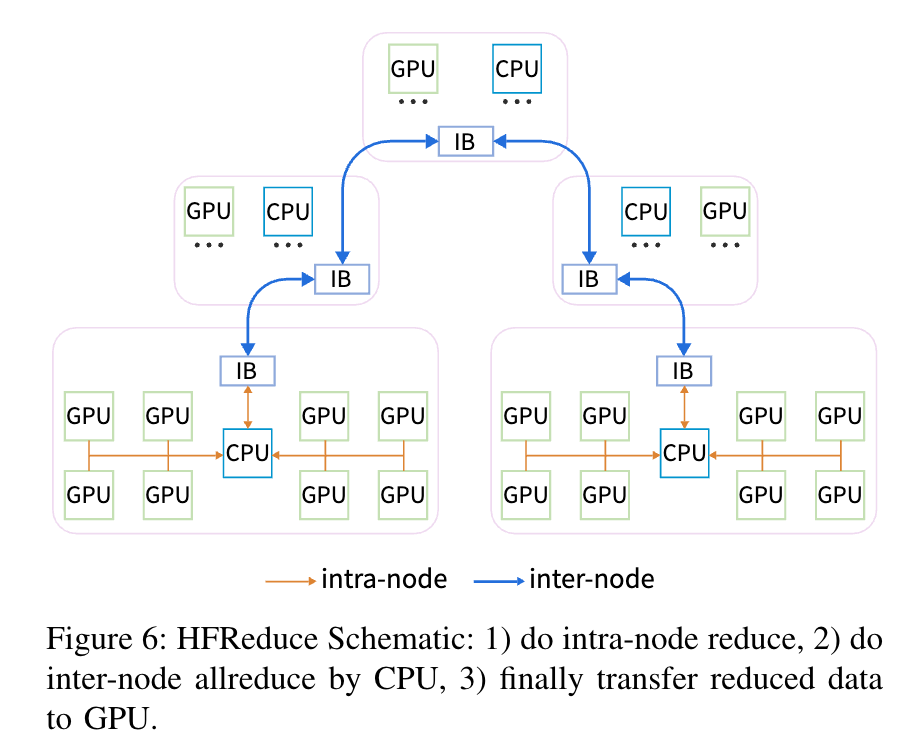 GPU CPU
... ...
IB
GPU CPU
... ...
IB
CPU GPU
... ...
IB
IB
GPU GPU GPU GPU
CPU
GPU GPU GPU GPU
IB
GPU GPU GPU GPU
CPU
GPU GPU GPU GPU
intra-node inter-node
Figure 6: HFReduce Schematic: 1) do intra-node reduce, 2) do
inter-node allreduce by CPU, 3) finally transfer reduced data
to GPU.